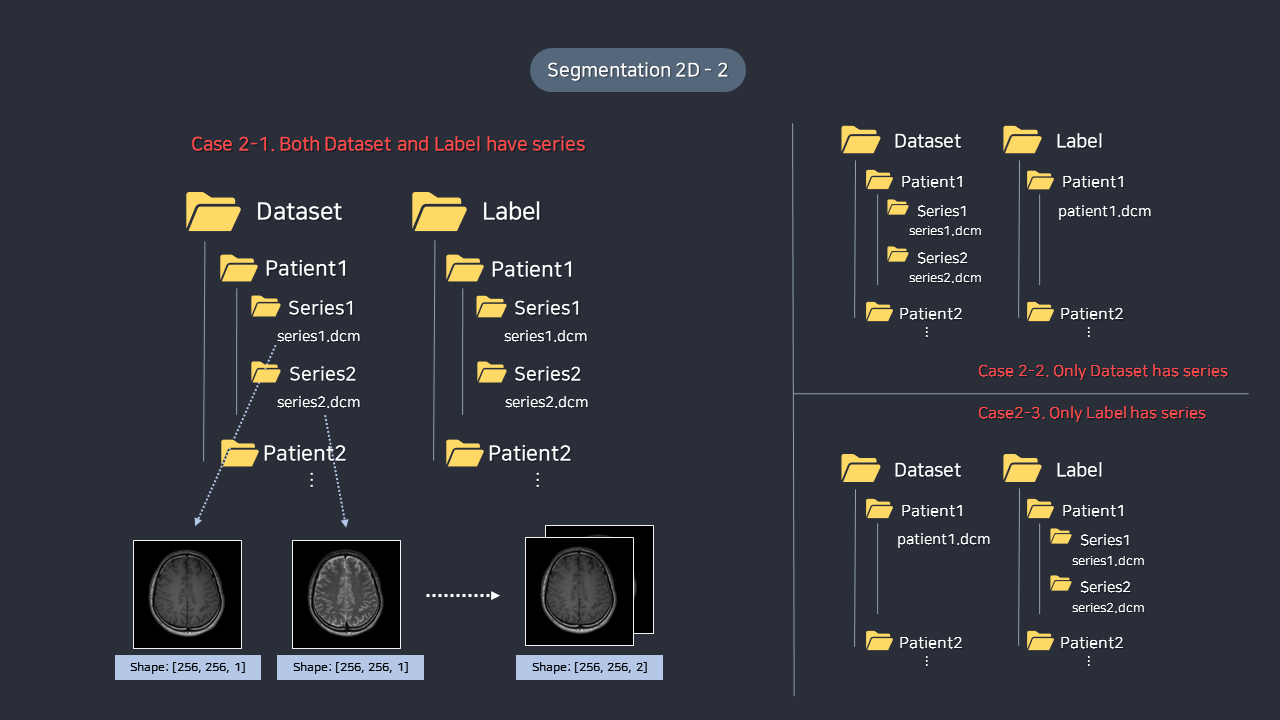 Segmentation 2D - 2
Case 2-1. Both Dataset and Label have series
Dataset
Patient1
Series1
series1.dcm
Series2
series2.dcm
Patient2
⋮
Label
Patient1
Series1
series1.dcm
Series2
series2.dcm
Patient2
⋮
Shape: [256, 256, 1]
Shape: [256, 256, 1]
Shape: [256, 256, 2]
Dataset
Patient1
Series1
series1.dcm
Series2
series2.dcm
Patient2
⋮
Label
Patient1
patient1.dcm
Patient2
⋮
Case 2-2. Only Dataset has series
Case2-3. Only Label has series
Dataset
Patient1
patient1.dcm
Patient2
⋮
Label
Patient1
Series1
series1.dcm
Series2
series2.dcm
Patient2
⋮